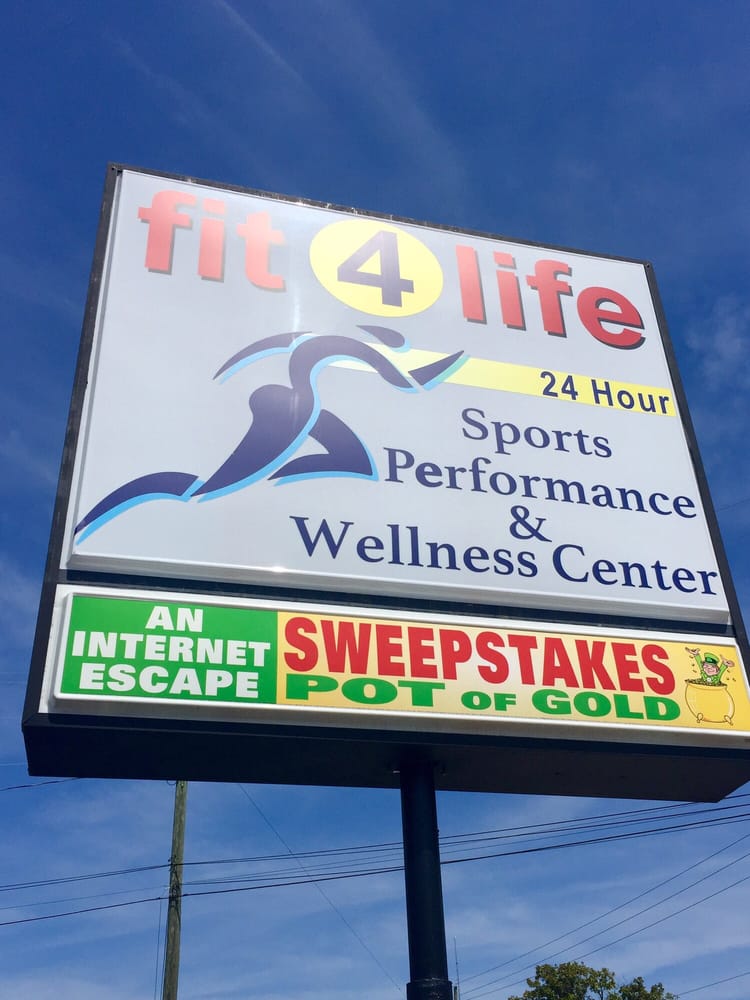 fit 4 life
24 Hour
Sports
Performance
&
Wellness Center
AN
INTERNET
ESCAPE
SWEEPSTAKES
POT OF GOLD